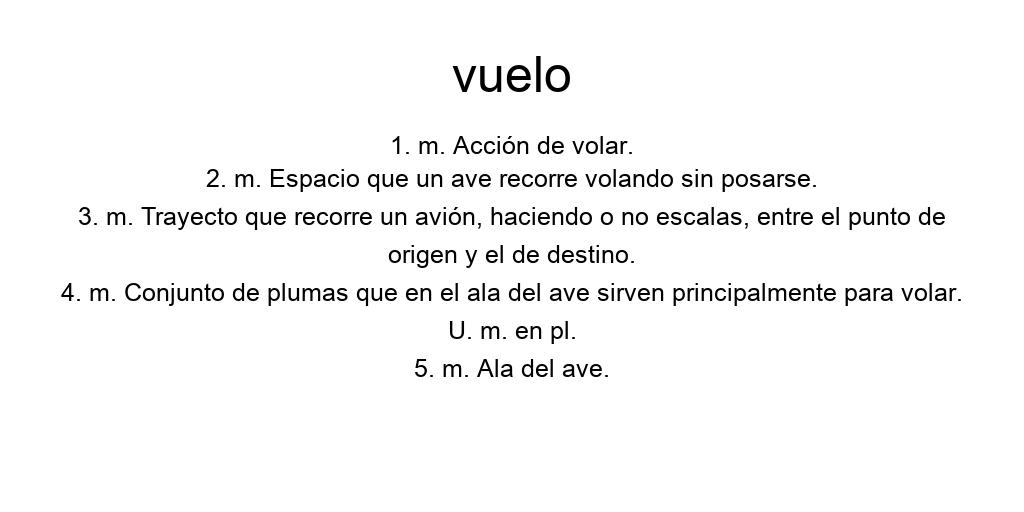 vuelo
1. m. Acción de volar.
2. m. Espacio que un ave recorre volando sin posarse.
3. m. Trayecto que recorre un avión, haciendo o no escalas, entre el punto de
origen y el de destino.
4. m. Conjunto de plumas que en el ala del ave sirven principalmente para volar.
U. m. en pl.
5. m. Ala del ave.